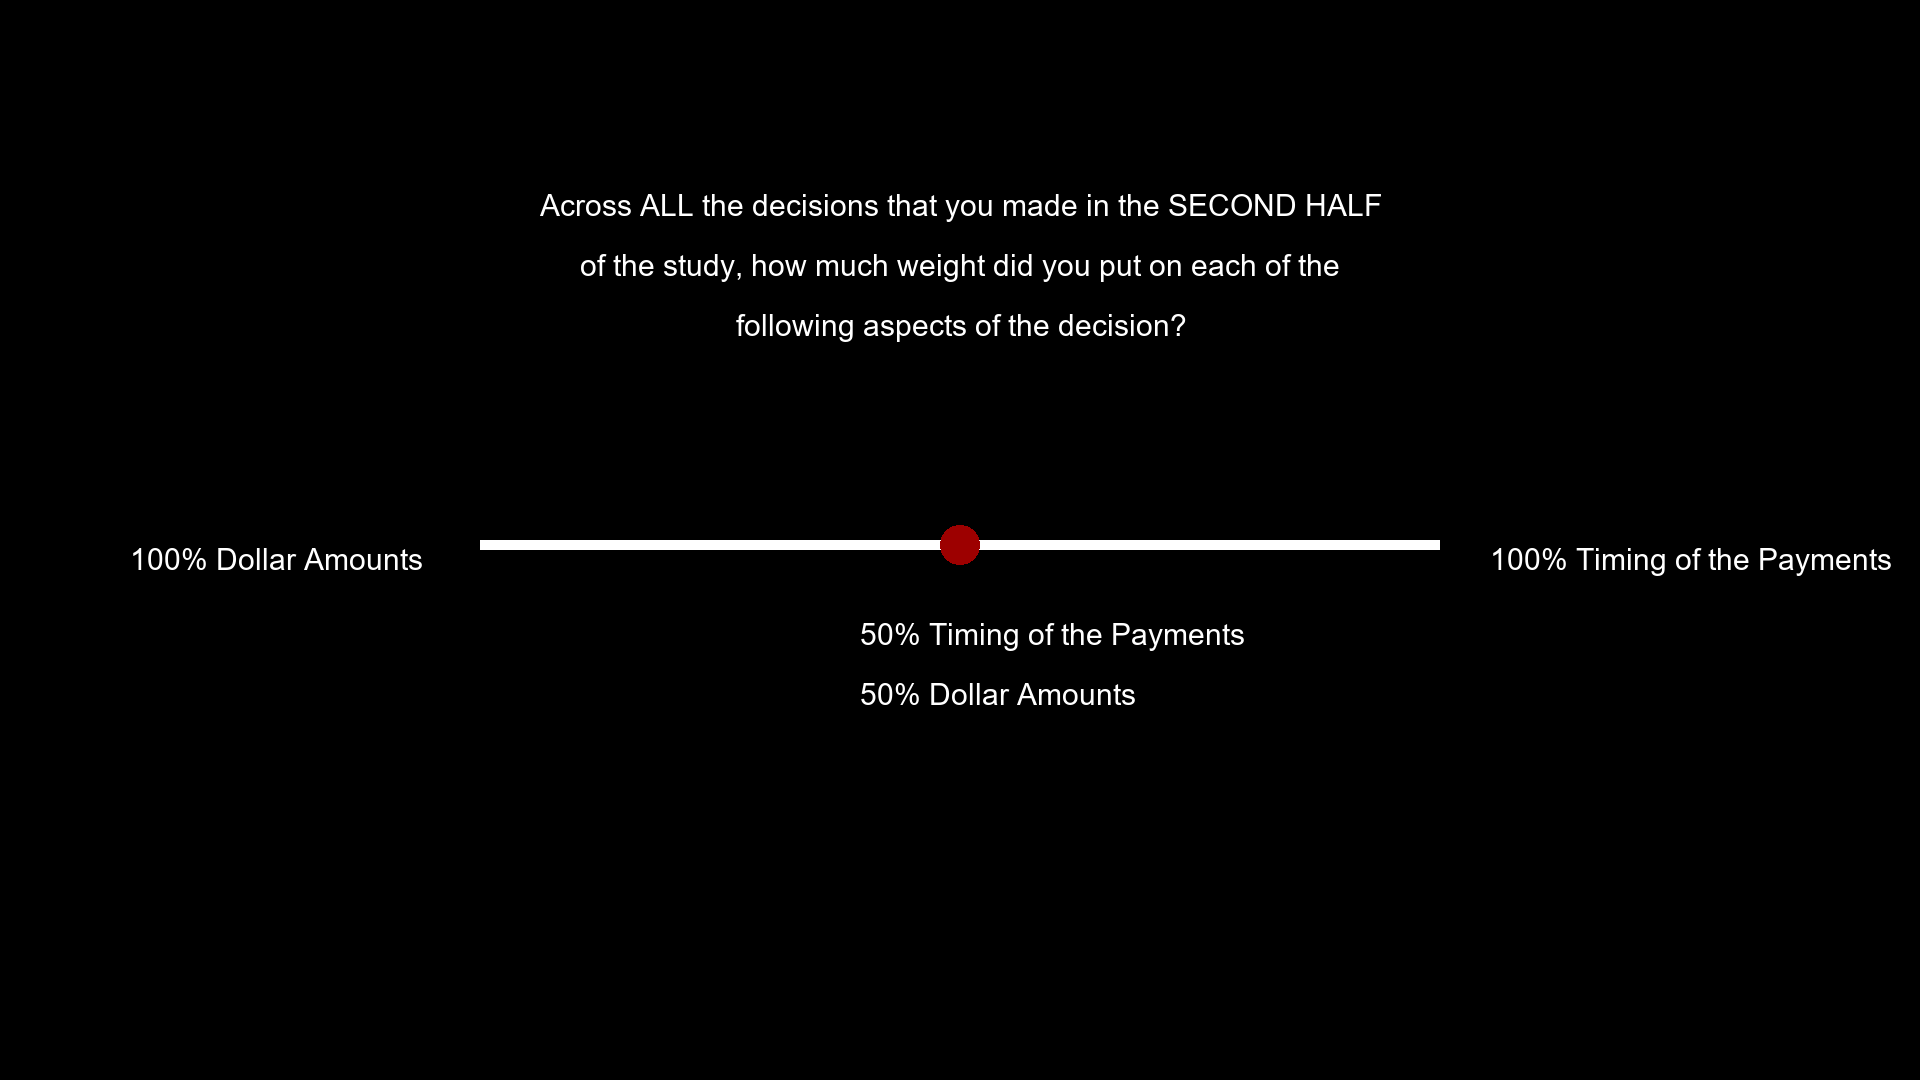 Across ALL the decisions that you made in the SECOND HALF
of the study, how much weight did you put on each of the
following aspects of the decision?
100% Dollar Amounts
100% Timing of the Payments
50% Timing of the Payments
50% Dollar Amounts